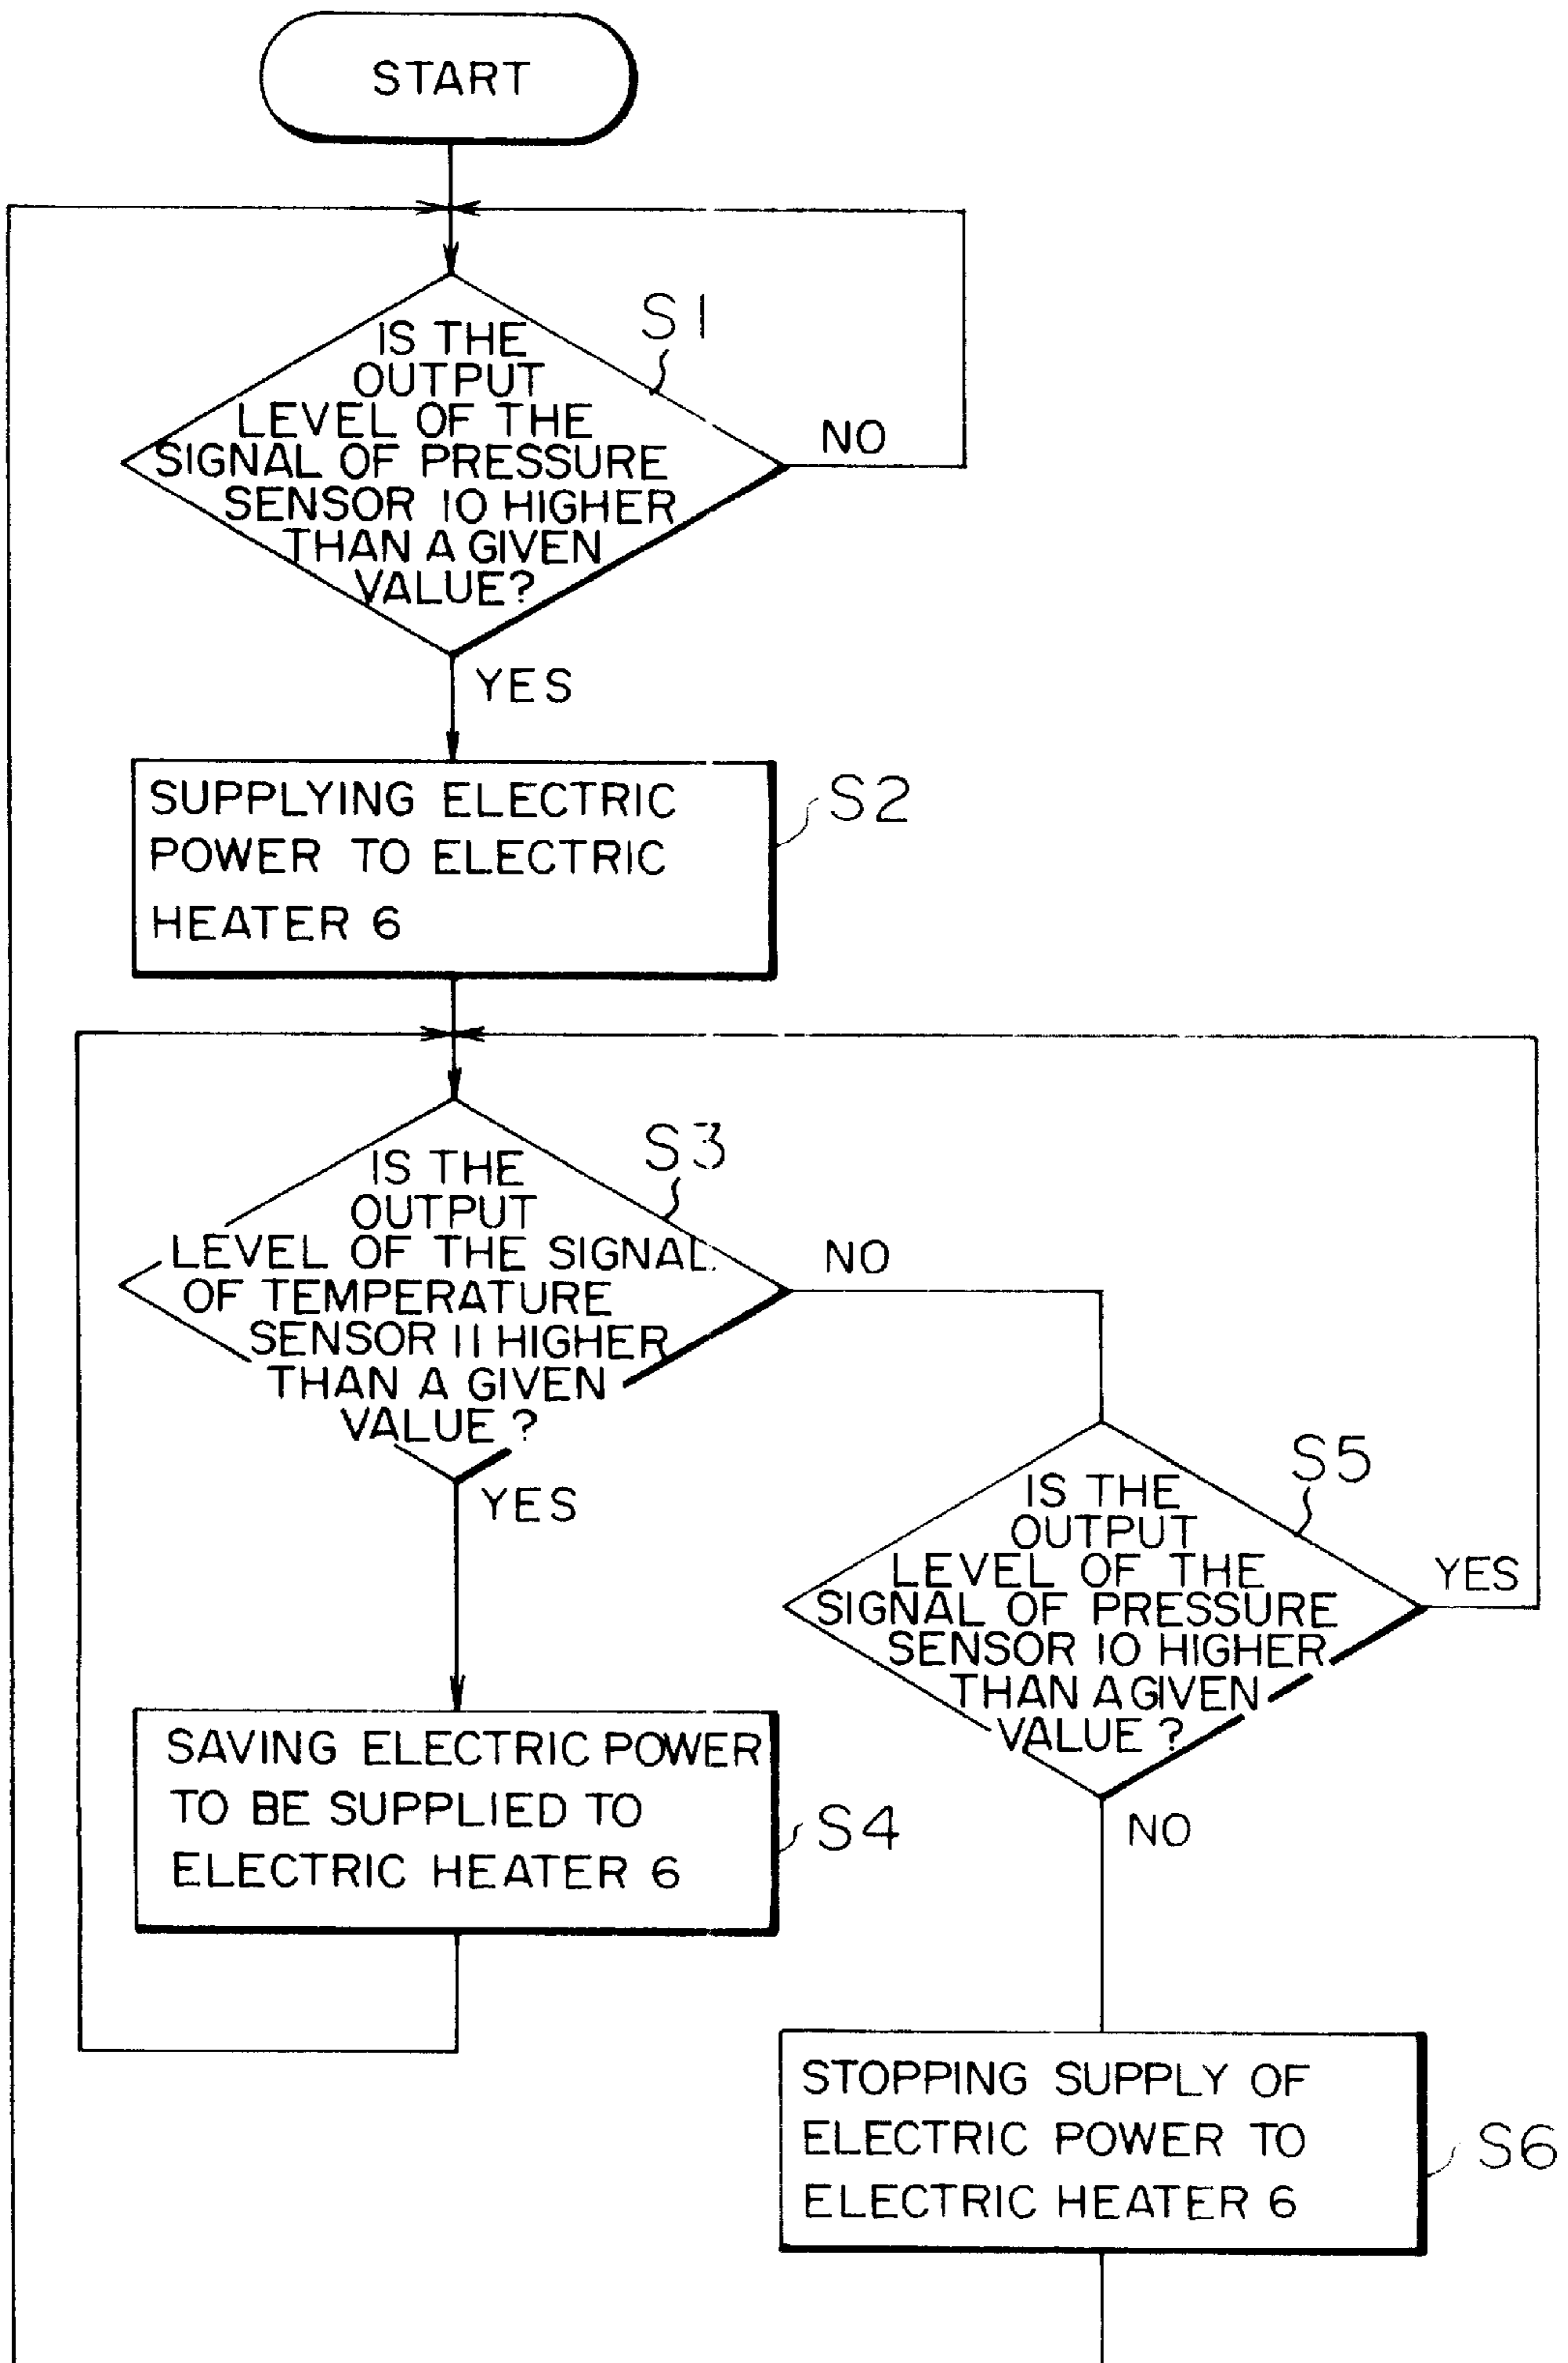 START
S1
IS THE
OUTPUT
LEVEL OF THE
SIGNAL OF PRESSURE
SENSOR 10 HIGHER
THAN A GIVEN
VALUE?
NO
YES
SUPPLYING ELECTRIC
POWER TO ELECTRIC
HEATER 6
S2
S3
IS THE
OUTPUT
LEVEL OF THE SIGNAL
OF TEMPERATURE
SENSOR 11 HIGHER
THAN A GIVEN
VALUE?
NO
YES
S5
IS THE
OUTPUT
LEVEL OF THE
SIGNAL OF PRESSURE
SENSOR 10 HIGHER
THAN A GIVEN
VALUE?
YES
NO
SAVING ELECTRIC POWER
TO BE SUPPLIED TO
ELECTRIC HEATER 6
S4
STOPPING SUPPLY OF
ELECTRIC POWER TO
ELECTRIC HEATER 6
S6